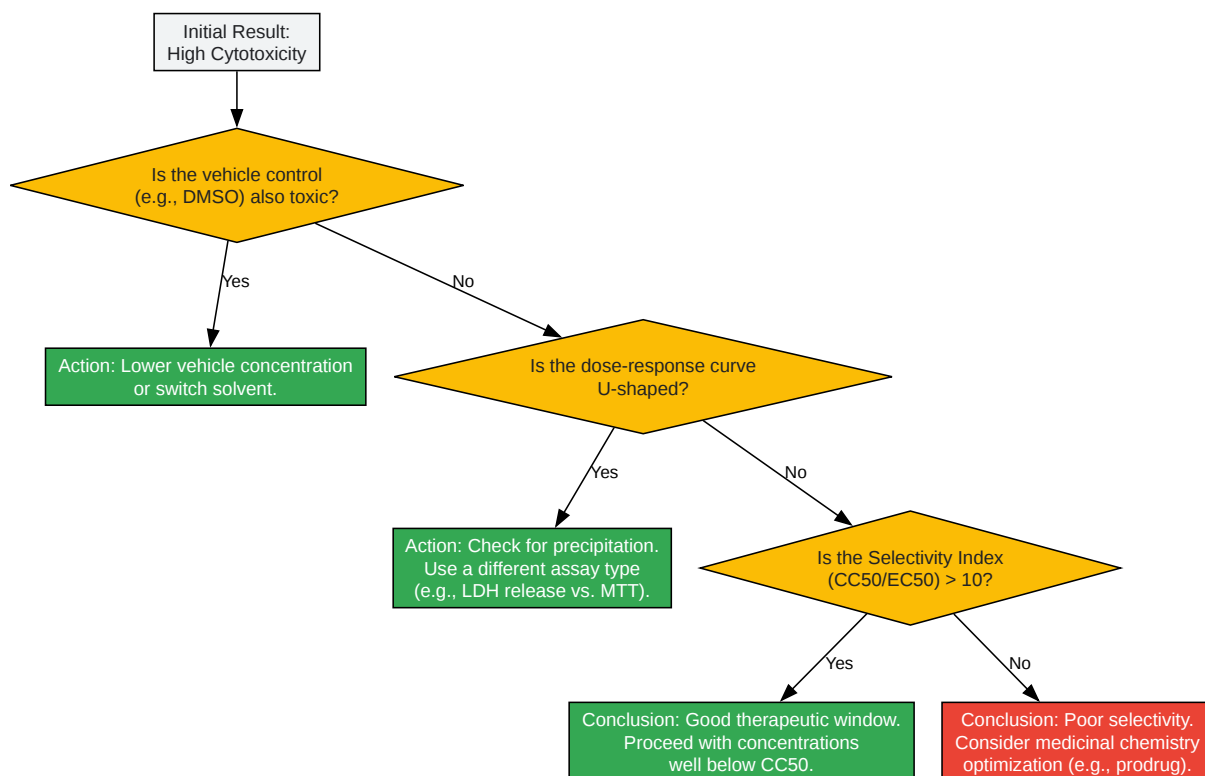 Initial Result:
High Cytotoxicity
Is the vehicle control
(e.g., DMSO) also toxic?
Yes
No
Action: Lower vehicle concentration
or switch solvent.
Is the dose-response curve
U-shaped?
Yes
No
Action: Check for precipitation.
Use a different assay type
(e.g., LDH release vs. MTT).
Is the Selectivity Index
(CC50/EC50) > 10?
Yes
No
Conclusion: Good therapeutic window.
Proceed with concentrations
well below CC50.
Conclusion: Poor selectivity.
Consider medicinal chemistry
optimization (e.g., prodrug).